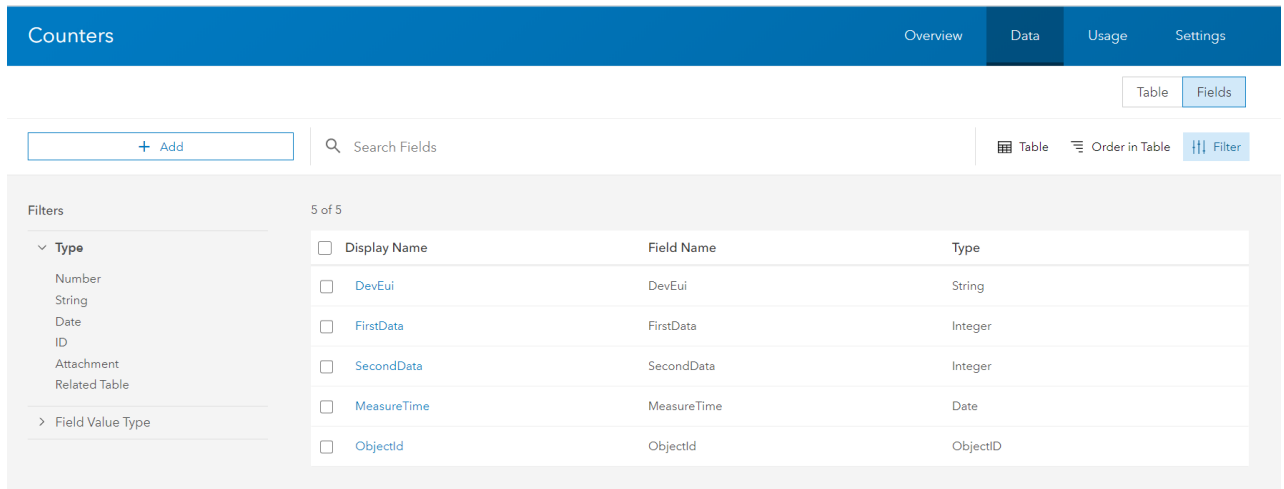 Counters Overview Data Usage Settings
Table Fields
+ Add Search Fields Table Order in Table Filter
Filters
5 of 5
Type
Number
String
Date
ID
Attachment
Related Table
Field Value Type
Display Name Field Name Type
DevEui DevEui String
FirstData FirstData Integer
SecondData SecondData Integer
MeasureTime MeasureTime Date
ObjectId ObjectId ObjectID